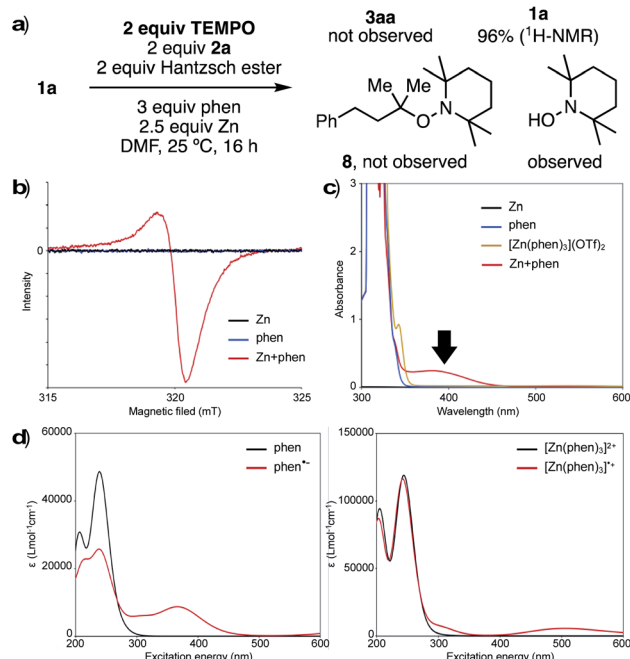 a)
2 equiv TEMPO
2 equiv 2a
2 equiv Hantzsch ester
1a
3 equiv phen
2.5 equiv Zn
DMF, 25 ºC, 16 h
3aa
not observed
1a
96% (¹H-NMR)
Me
Me
Ph
O
N
HO
N
8, not observed
observed
b)
0
Intensity
Zn
phen
Zn+phen
315
320
325
Magnetic filed (mT)
c)
3
2
1
0
Absorbance
Zn
phen
[Zn(phen)₃](OTf)₂
Zn+phen
300
400
500
600
Wavelength (nm)
d)
60000
40000
20000
0
ε (Lmol⁻¹cm⁻¹)
phen
phen•⁻
200
300
400
500
600
Excitation energy (nm)
150000
100000
50000
0
ε (Lmol⁻¹cm⁻¹)
[Zn(phen)₃]²⁺
[Zn(phen)₃]•⁺
200
300
400
500
600
Excitation energy (nm)